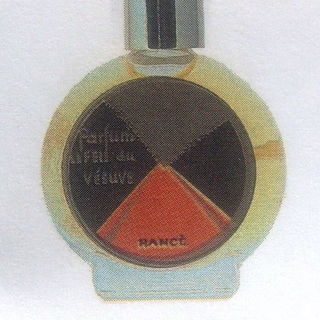 Parfum
LE FEU du
VÉSUVE
RANCÉ